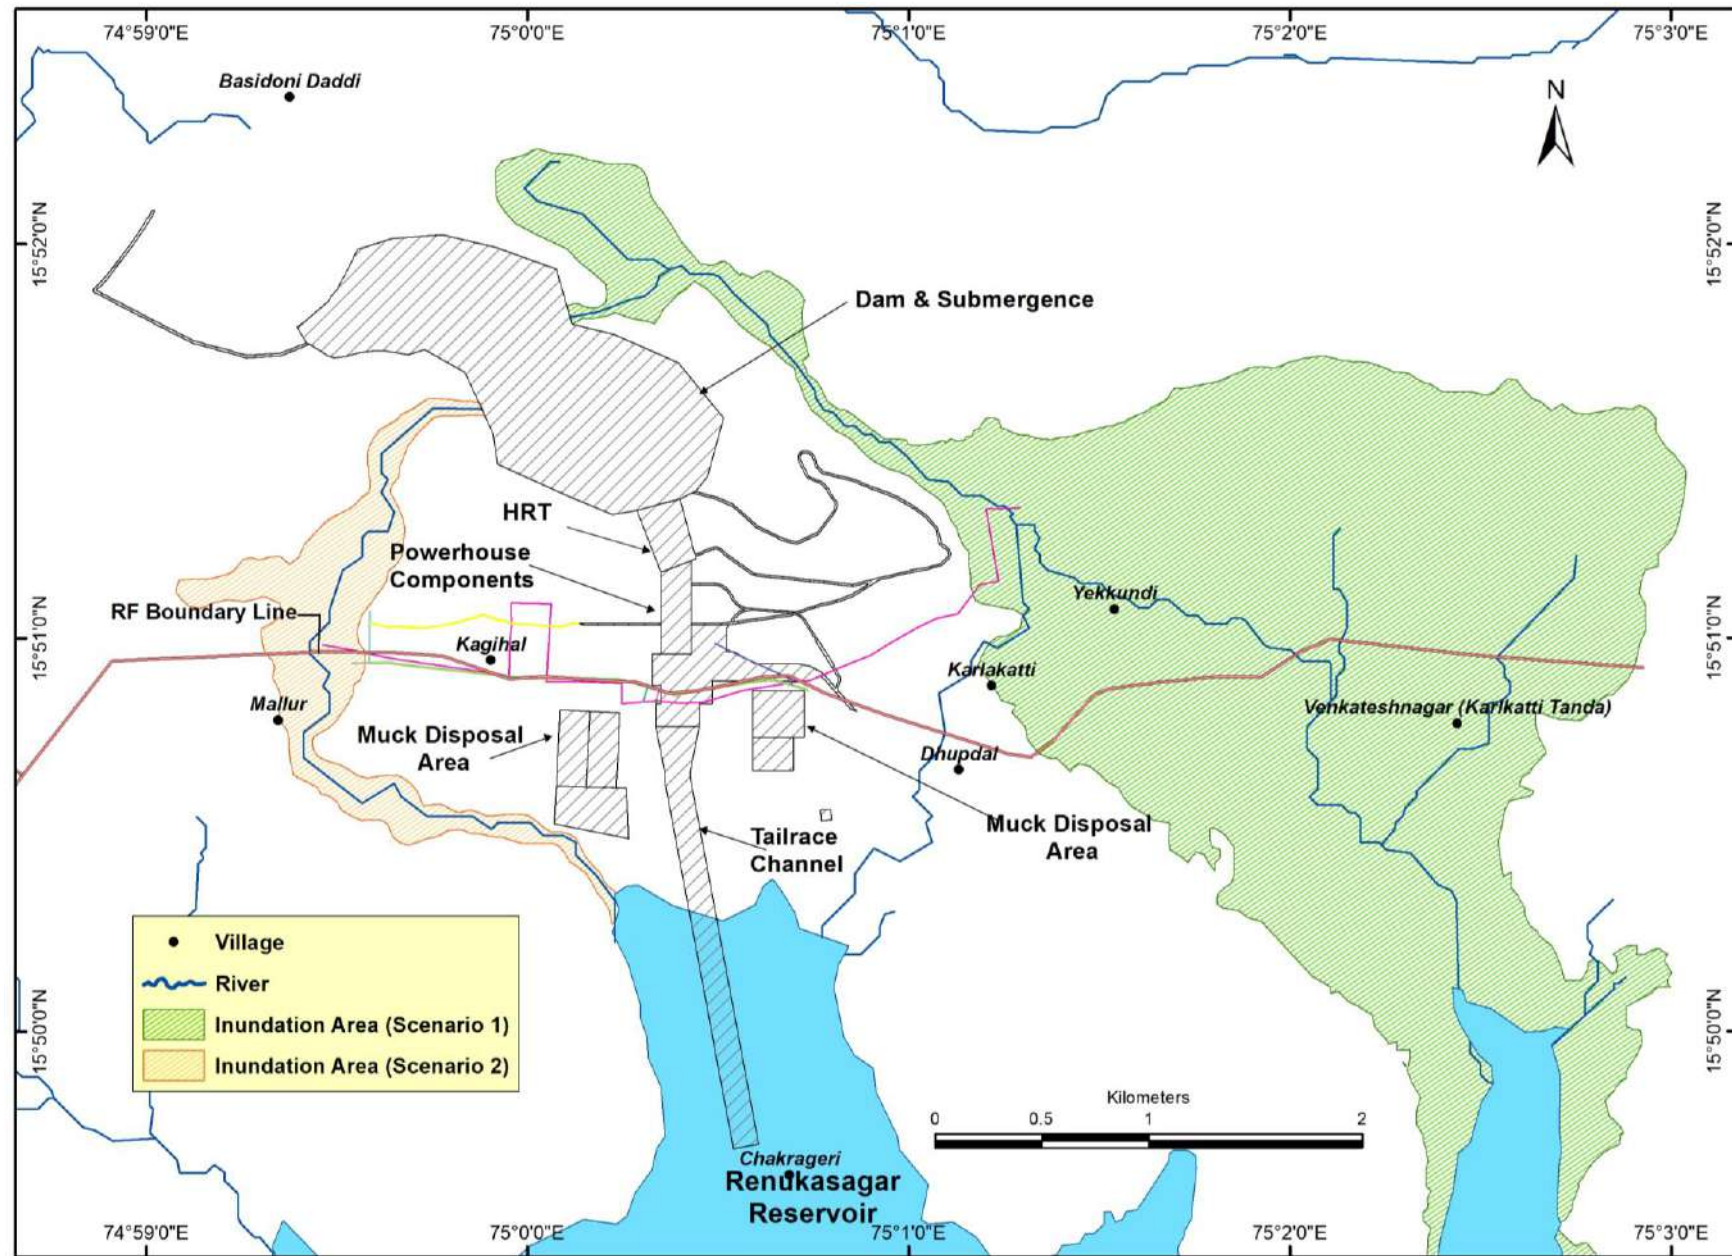 74°59'0"E
75°0'0"E
75°1'0"E
75°2'0"E
75°3'0"E
Basidoni Daddi
N
15°52'0"N
15°52'0"N
Dam & Submergence
HRT
Powerhouse
Components
RF Boundary Line
Yekkundi
15°51'0"N
15°51'0"N
Kagihal
Karlakatti
Mallur
Venkateshnagar (Karlkatti Tanda)
Muck Disposal
Area
Dhupdal
Muck Disposal
Area
Tailrace
Channel
Village
River
Inundation Area (Scenario 1)
Inundation Area (Scenario 2)
15°50'0"N
15°50'0"N
Kilometers
0
0.5
1
2
Chakrageri
Renukasagar
Reservoir
74°59'0"E
75°0'0"E
75°1'0"E
75°2'0"E
75°3'0"E